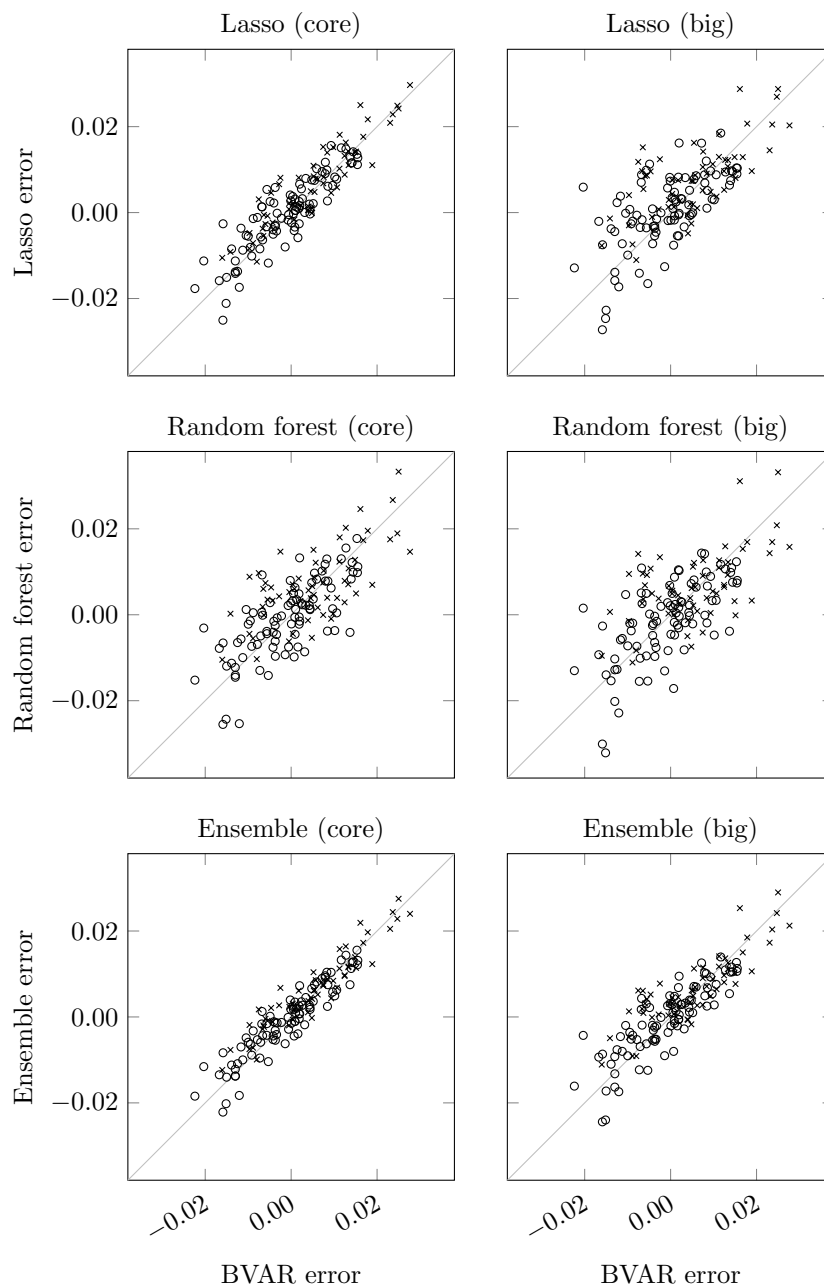 Lasso (core)
Lasso (big)
0.02
0.00
−0.02
Lasso error
Random forest (core)
Random forest (big)
0.02
0.00
−0.02
Random forest error
Ensemble (core)
Ensemble (big)
0.02
0.00
−0.02
Ensemble error
−0.02 0.00 0.02
−0.02 0.00 0.02
BVAR error
BVAR error